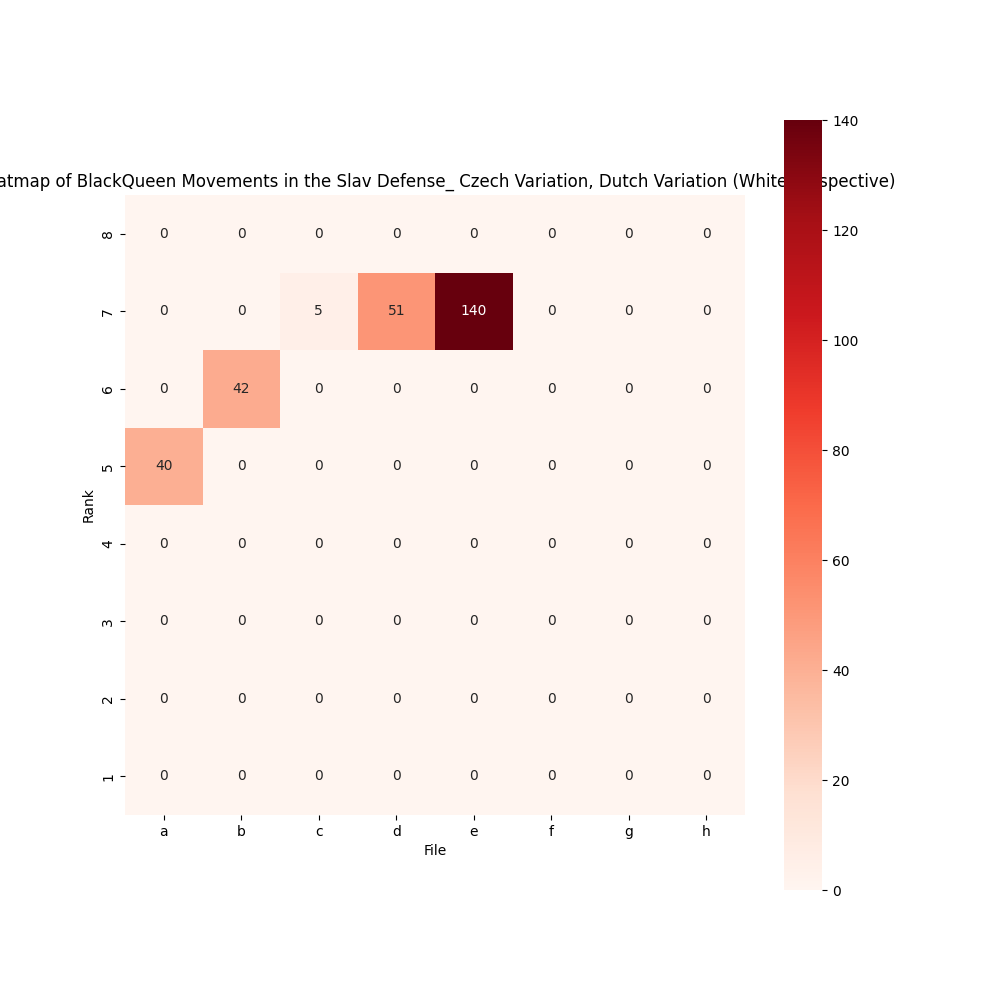 140
atmap of BlackQueen Movements in the Slav Defense_ Czech Variation, Dutch Variation (White spective)
8 0 0 0 0 0 0 0 0
120
7 0 0 5 51 140 0 0 0
100
6 0 42 0 0 0 0 0 0
80
5 40 0 0 0 0 0 0 0
Rank
60
4 0 0 0 0 0 0 0 0
3 0 0 0 0 0 0 0 0
40
2 0 0 0 0 0 0 0 0
20
1 0 0 0 0 0 0 0 0
a b c d e f g h
File
0